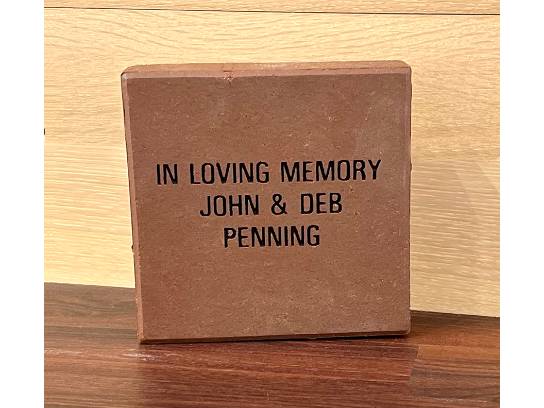 IN LOVING MEMORY
JOHN & DEB
PENNING